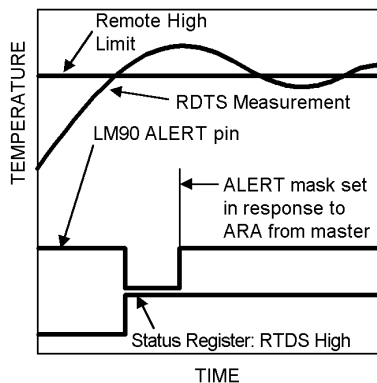 Remote High
Limit
RDTS Measurement
TEMPERATURE
LM90 ALERT pin
ALERT mask set
in response to
ARA from master
Status Register: RTDS High
TIME